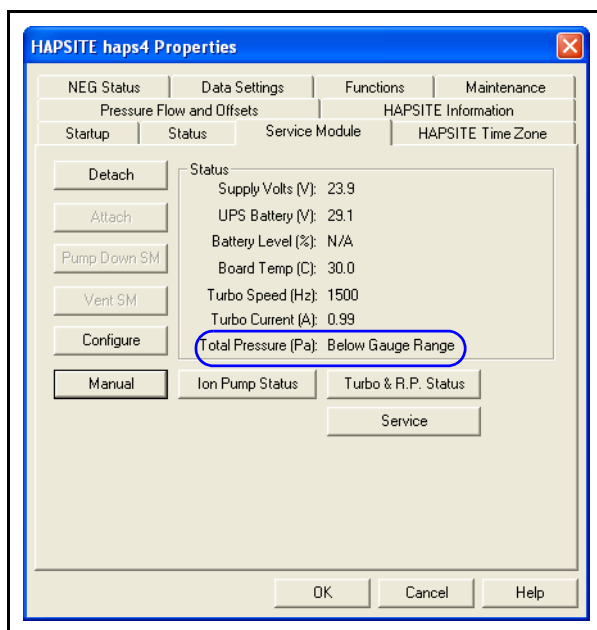 HAPSITE haps4 Properties
NEG Status Data Settings Functions Maintenance
Pressure Flow and Offsets HAPSITE Information
Startup Status Service Module HAPSITE Time Zone
Detach
Attach
Pump Down SM
Vent SM
Configure
Manual
Status
Supply Volts (V): 23.9
UPS Battery (V): 29.1
Battery Level (%): N/A
Board Temp (C): 30.0
Turbo Speed (Hz): 1500
Turbo Current (A): 0.99
Total Pressure (Pa): Below Gauge Range
Ion Pump Status Turbo & R.P. Status
Service
OK Cancel Help